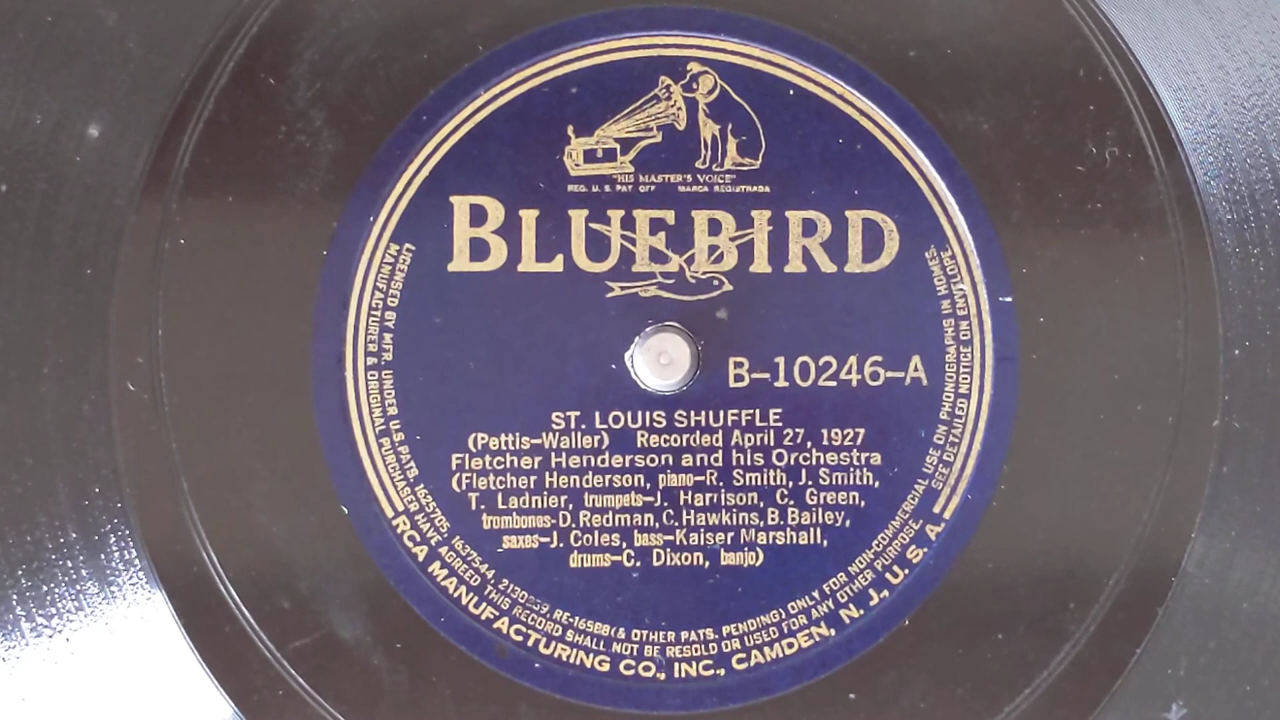 "HIS MASTER'S VOICE"
REG. U. S. PAT OFF MARCA REGISTRADA
BLUEBIRD
B-10246-A
ST. LOUIS SHUFFLE
(Pettis-Waller) Recorded April 27, 1927
Fletcher Henderson and his Orchestra
(Fletcher Henderson, piano-R. Smith, J. Smith,
T. Ladnier, trumpets-J. Harrison, C. Green,
trombones-D. Redman, C. Hawkins, B. Bailey,
saxes-J. Coles, bass-Kaiser Marshall,
drums-C. Dixon, banjo)
LICENSED BY MFR. UNDER U.S. PATS. 1625705, 1637544, RE-16588 (& OTHER PATS. PENDING) ONLY FOR NON-COMMERCIAL USE ON PHONOGRAPHS IN HOMES.
MANUFACTURER & ORIGINAL PURCHASER HAVE AGREED THIS RECORD SHALL NOT BE RESOLD OR USED FOR ANY OTHER PURPOSE. SEE DETAILED NOTICE ON ENVELOPE.
RCA MANUFACTURING CO., INC., CAMDEN, N. J., U. S. A.